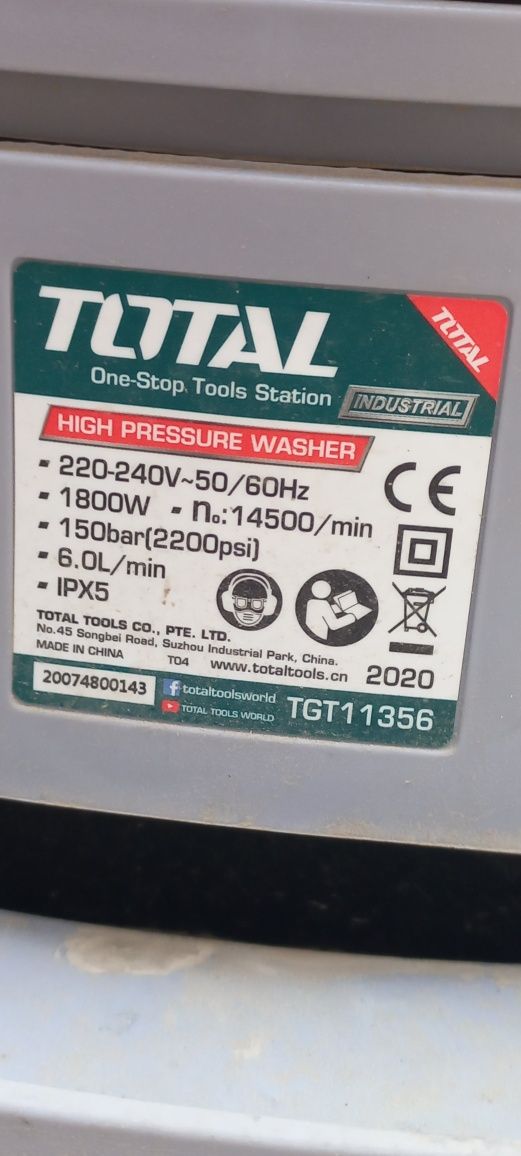 TOTAL
TOTAL
One-Stop Tools Station
INDUSTRIAL
HIGH PRESSURE WASHER
▪ 220-240V~50/60Hz
▪ 1800W ▪ n₀:14500/min
▪ 150bar(2200psi)
▪ 6.0L/min
▪ IPX5
CE
TOTAL TOOLS CO., PTE. LTD.
No.45 Songbei Road, Suzhou Industrial Park, China.
MADE IN CHINA T04 www.totaltools.cn 2020
20074800143
f totaltoolsworld
TOTAL TOOLS WORLD
TGT11356